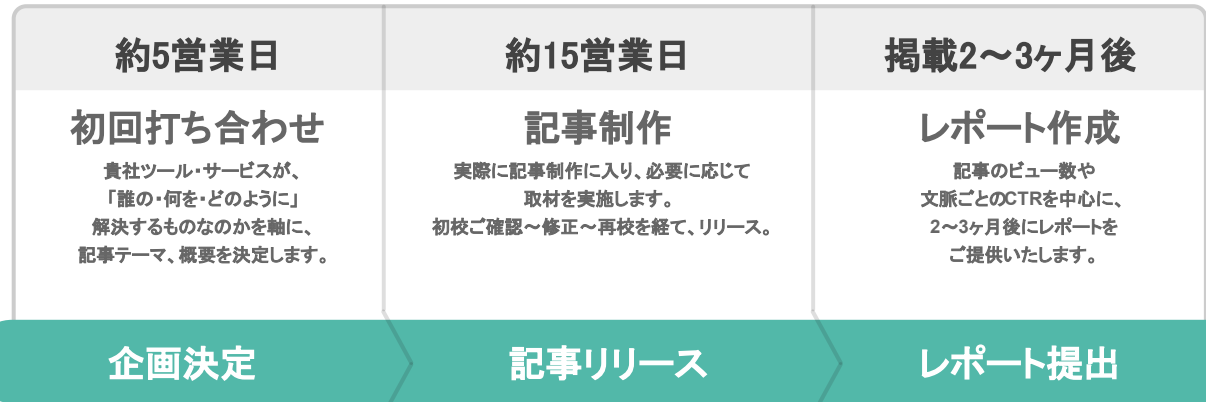 約5営業日
初回打ち合わせ
貴社ツール・サービスが、
「誰の・何を・どのように」
解決するものなのかを軸に、
記事テーマ、概要を決定します。
企画決定
約15営業日
記事制作
実際に記事制作に入り、必要に応じて
取材を実施します。
初校ご確認～修正～再校を経て、リリース。
記事リリース
掲載2～3ヶ月後
レポート作成
記事のビュー数や
文脈ごとのCTRを中心に、
2～3ヶ月後にレポートを
ご提供いたします。
レポート提出